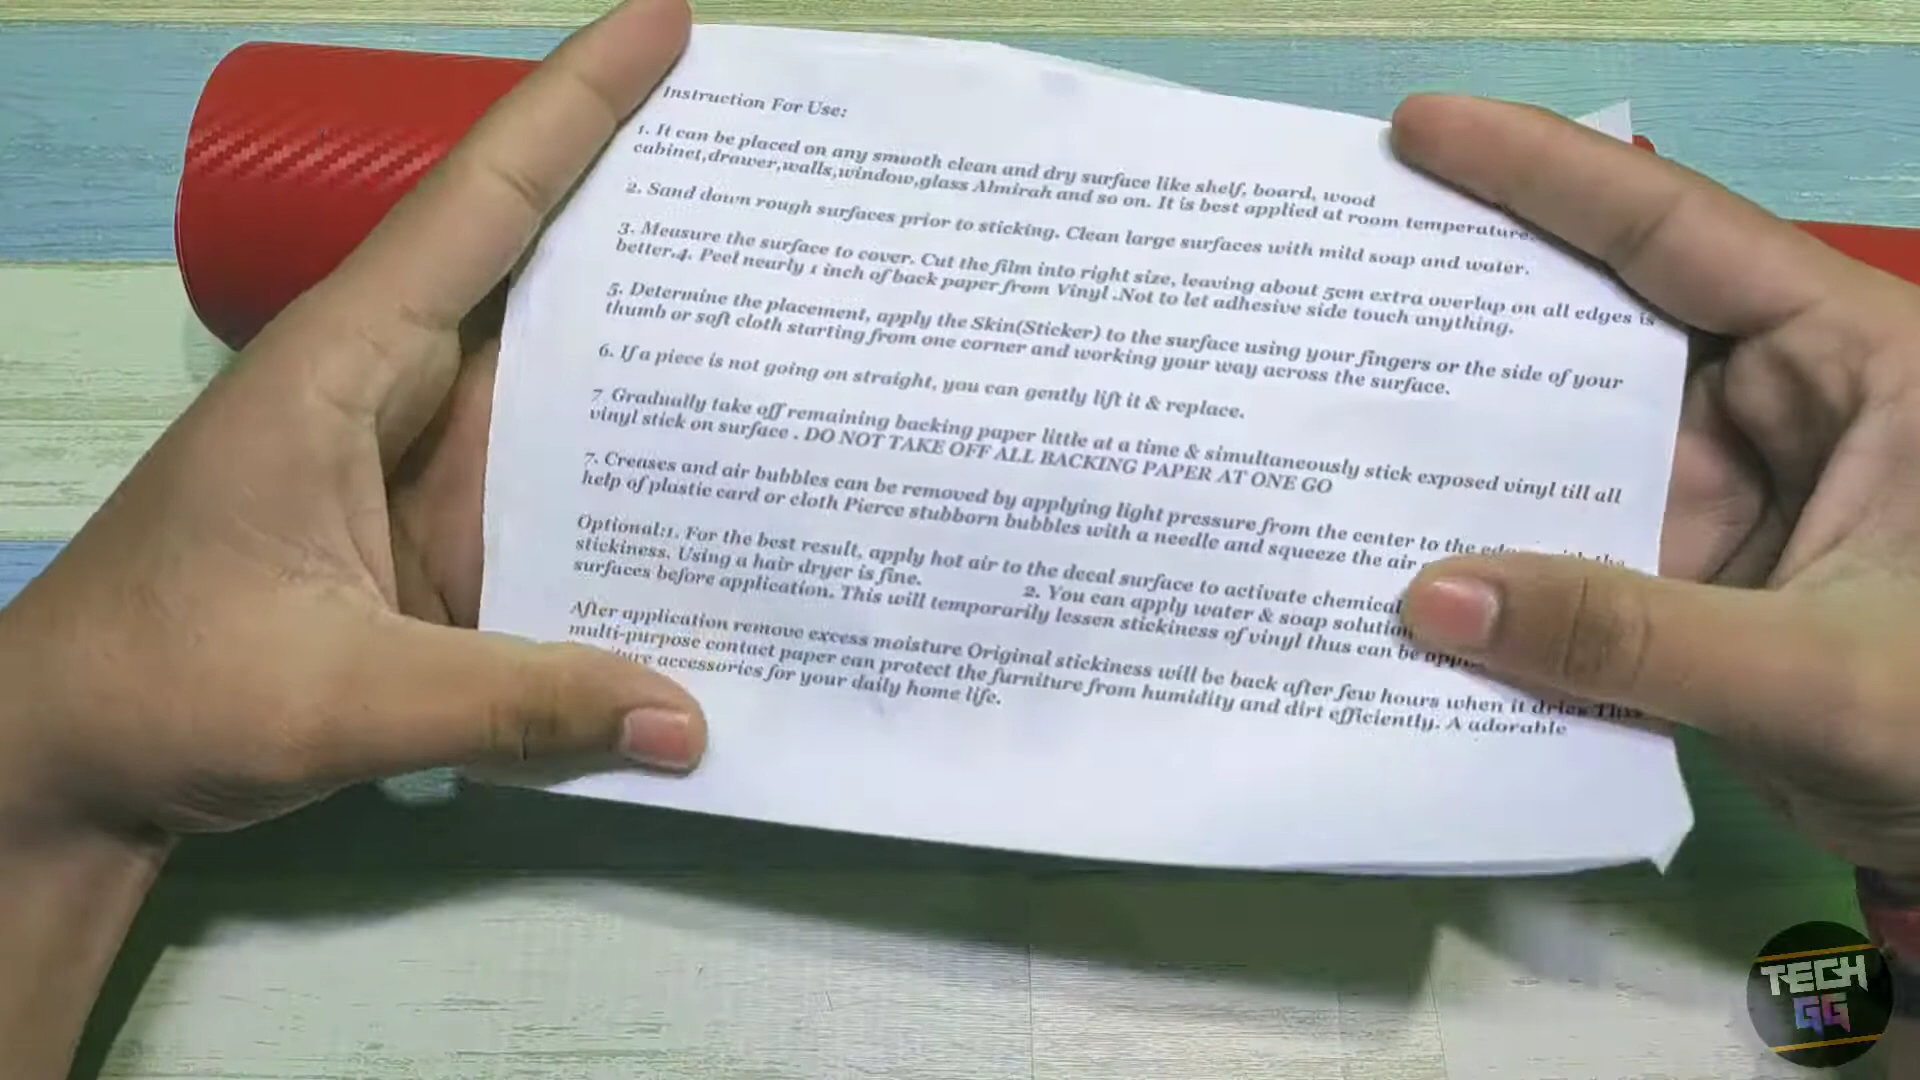 Instruction For Use:
1. It can be placed on any smooth clean and dry surface like shelf, board, wood
cabinet,drawer,walls,window,glass Almirah and so on. It is best applied at room temperature.
2. Sand down rough surfaces prior to sticking. Clean large surfaces with mild soap and water.
3. Measure the surface to cover. Cut the film into right size, leaving about 5cm extra overlap on all edges is
better.4. Peel nearly 1 inch of back paper from Vinyl .Not to let adhesive side touch anything.
5. Determine the placement, apply the Skin(Sticker) to the surface using your fingers or the side of your
thumb or soft cloth starting from one corner and working your way across the surface.
6. If a piece is not going on straight, you can gently lift it & replace.
7 Gradually take off remaining backing paper little at a time & simultaneously stick exposed vinyl till all
vinyl stick on surface . DO NOT TAKE OFF ALL BACKING PAPER AT ONE GO
7. Creases and air bubbles can be removed by applying light pressure from the center to the
help of plastic card or cloth Pierce stubborn bubbles with a needle and squeeze the air
Optional:1. For the best result, apply hot air to the decal surface to activate chemical
stickiness. Using a hair dryer is fine. 2. You can apply water & soap solution
surfaces before application. This will temporarily lessen stickiness of vinyl thus can be
After application remove excess moisture Original stickiness will be back after few hours when it dries This
multi-purpose contact paper can protect the furniture from humidity and dirt efficiently. A adorable
accessories for your daily home life.
TECH
GG